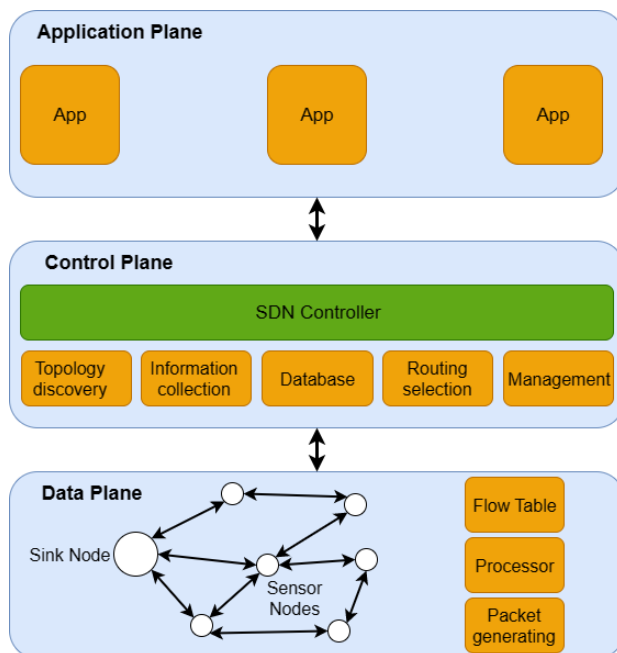 Application Plane
App
App
App
Control Plane
SDN Controller
Topology
discovery
Information
collection
Database
Routing
selection
Management
Data Plane
Sink Node
Sensor
Nodes
Flow Table
Processor
Packet
generating